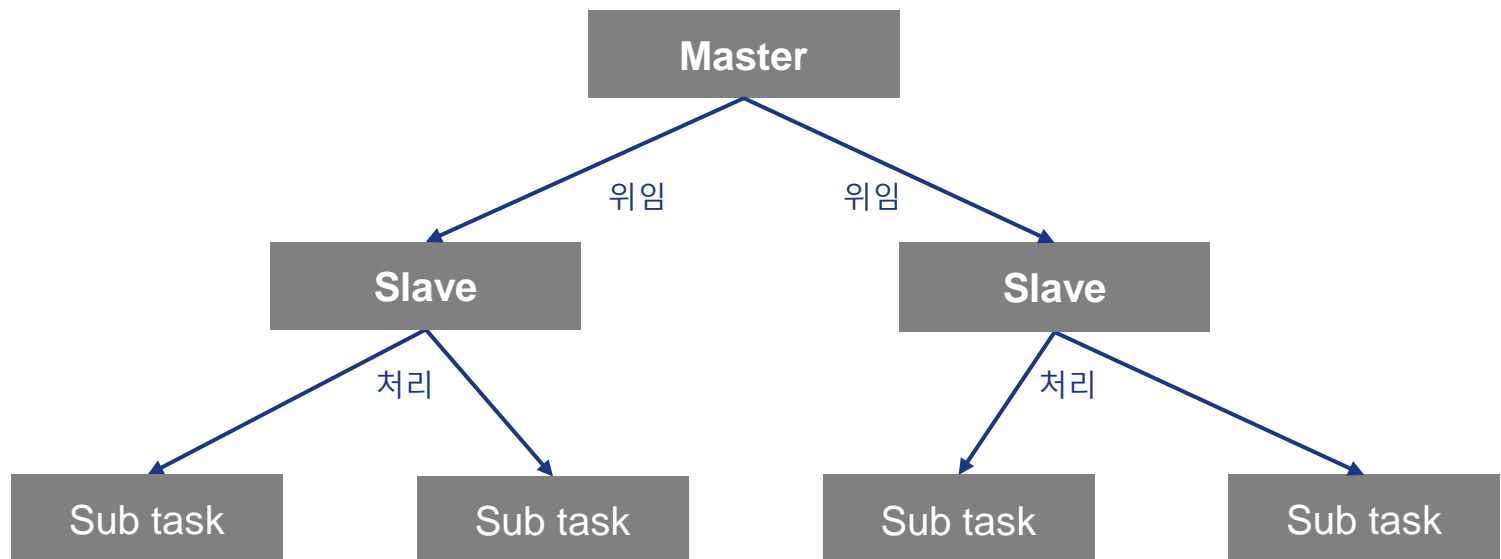 Master
위임
위임
Slave
Slave
처리
처리
Sub task
Sub task
Sub task
Sub task